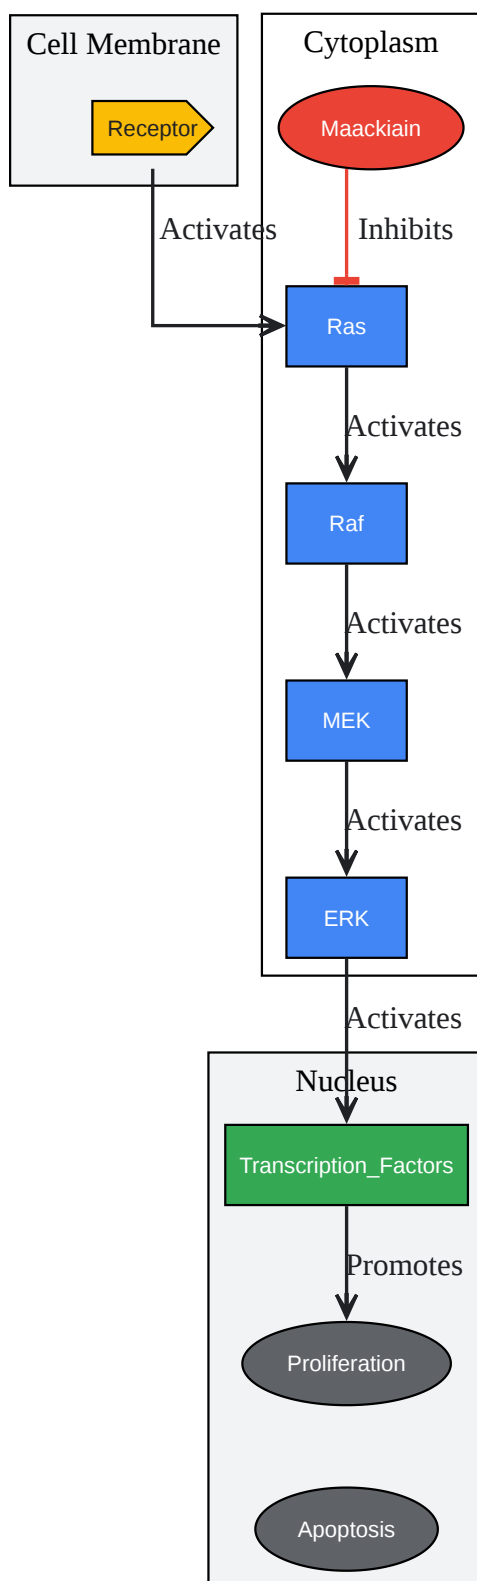 Cell Membrane
Cytoplasm
Receptor
Maackiain
Activates
Inhibits
Ras
Activates
Raf
Activates
MEK
Activates
ERK
Activates
Nucleus
Transcription_Factors
Promotes
Proliferation
Apoptosis